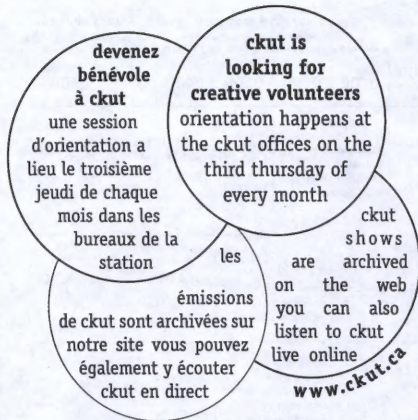 devenez
bénévole
à ckut
une session
d'orientation a
lieu le troisième
jeudi de chaque
mois dans les
bureaux de la
station
ckut is
looking for
creative volunteers
orientation happens at
the ckut offices on the
third thursday of
every month
les
émissions
de ckut sont archivées sur
notre site vous pouvez
également y écouter
ckut en direct
ckut
shows
are archived
on the web
you can also
listen to ckut
live online
www.ckut.ca